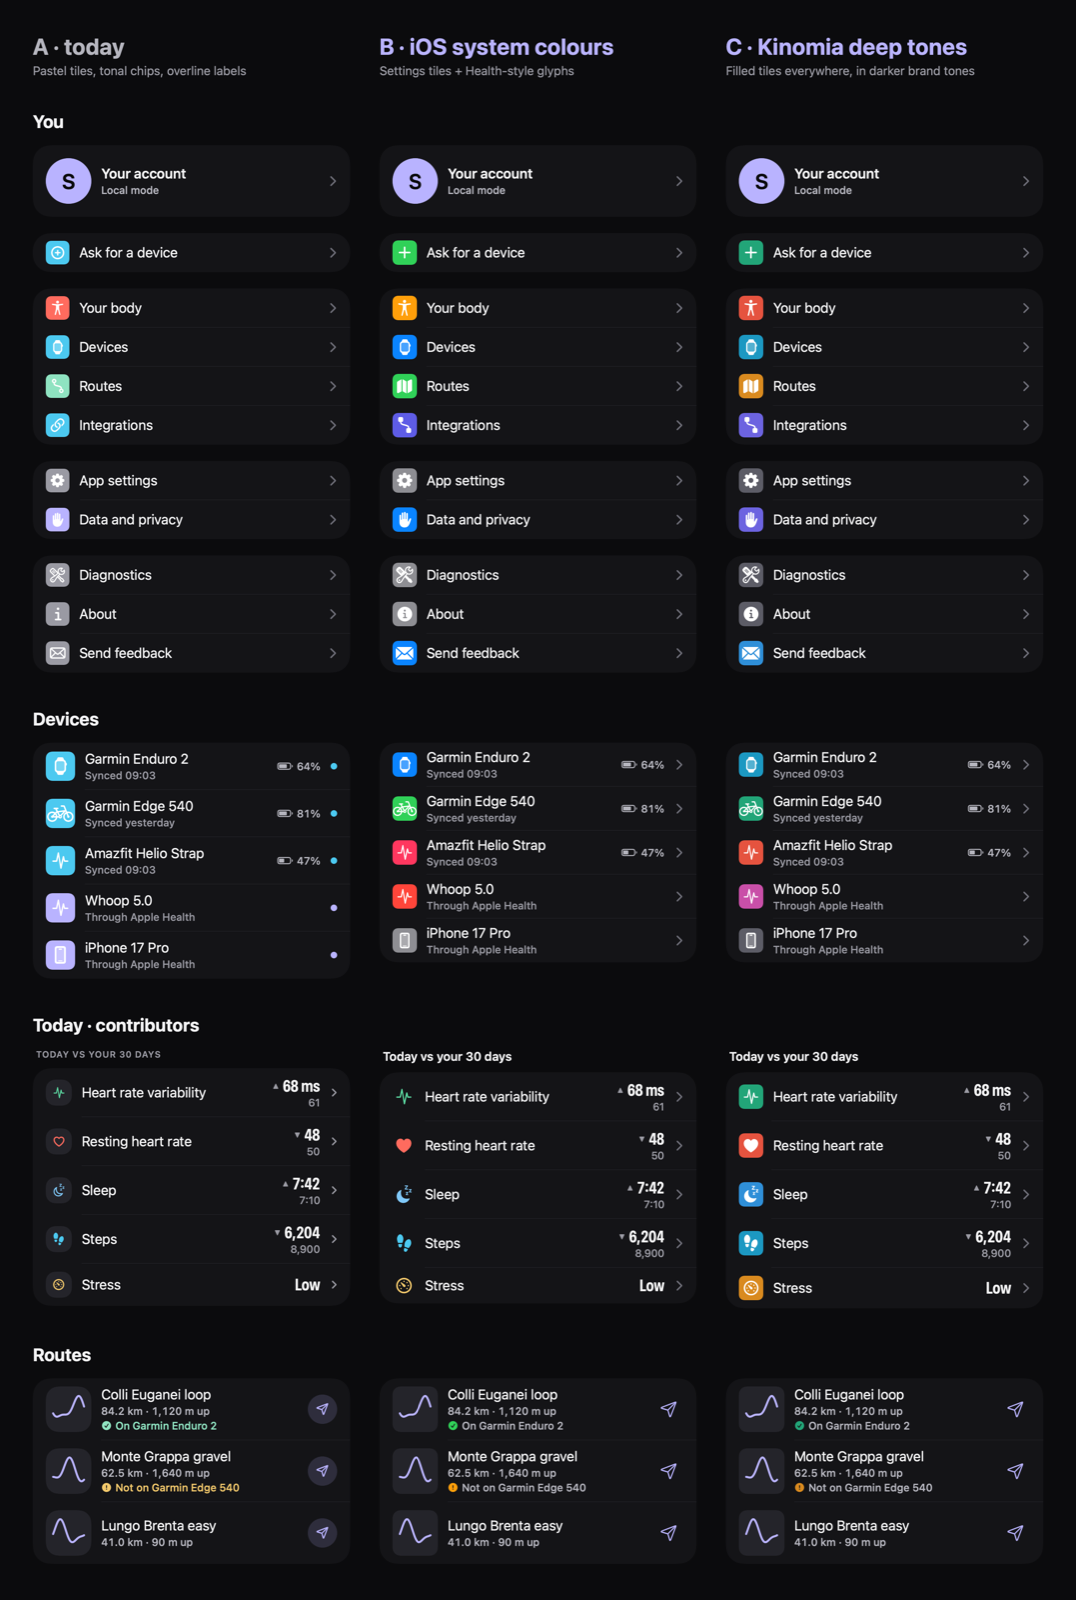 A · today
Pastel tiles, tonal chips, overline labels
B · iOS system colours
Settings tiles + Health-style glyphs
C · Kinomia deep tones
Filled tiles everywhere, in darker brand tones
You
S
Your account
Local mode
Ask for a device
Your body
Devices
Routes
Integrations
App settings
Data and privacy
Diagnostics
About
Send feedback
S
Your account
Local mode
Ask for a device
Your body
Devices
Routes
Integrations
App settings
Data and privacy
Diagnostics
About
Send feedback
S
Your account
Local mode
Ask for a device
Your body
Devices
Routes
Integrations
App settings
Data and privacy
Diagnostics
About
Send feedback
Devices
Garmin Enduro 2
Synced 09:03
64%
Garmin Edge 540
Synced yesterday
81%
Amazfit Helio Strap
Synced 09:03
47%
Whoop 5.0
Through Apple Health
iPhone 17 Pro
Through Apple Health
Garmin Enduro 2
Synced 09:03
64%
Garmin Edge 540
Synced yesterday
81%
Amazfit Helio Strap
Synced 09:03
47%
Whoop 5.0
Through Apple Health
iPhone 17 Pro
Through Apple Health
Garmin Enduro 2
Synced 09:03
64%
Garmin Edge 540
Synced yesterday
81%
Amazfit Helio Strap
Synced 09:03
47%
Whoop 5.0
Through Apple Health
iPhone 17 Pro
Through Apple Health
Today · contributors
TODAY VS YOUR 30 DAYS
Heart rate variability
▲ 68 ms
61
Resting heart rate
▼ 48
50
Sleep
▲ 7:42
7:10
Steps
▼ 6,204
8,900
Stress
Low
Today vs your 30 days
Heart rate variability
▲ 68 ms
61
Resting heart rate
▼ 48
50
Sleep
▲ 7:42
7:10
Steps
▼ 6,204
8,900
Stress
Low
Today vs your 30 days
Heart rate variability
▲ 68 ms
61
Resting heart rate
▼ 48
50
Sleep
▲ 7:42
7:10
Steps
▼ 6,204
8,900
Stress
Low
Routes
Colli Euganei loop
84.2 km · 1,120 m up
On Garmin Enduro 2
Monte Grappa gravel
62.5 km · 1,640 m up
Not on Garmin Edge 540
Lungo Brenta easy
41.0 km · 90 m up
Colli Euganei loop
84.2 km · 1,120 m up
On Garmin Enduro 2
Monte Grappa gravel
62.5 km · 1,640 m up
Not on Garmin Edge 540
Lungo Brenta easy
41.0 km · 90 m up
Colli Euganei loop
84.2 km · 1,120 m up
On Garmin Enduro 2
Monte Grappa gravel
62.5 km · 1,640 m up
Not on Garmin Edge 540
Lungo Brenta easy
41.0 km · 90 m up